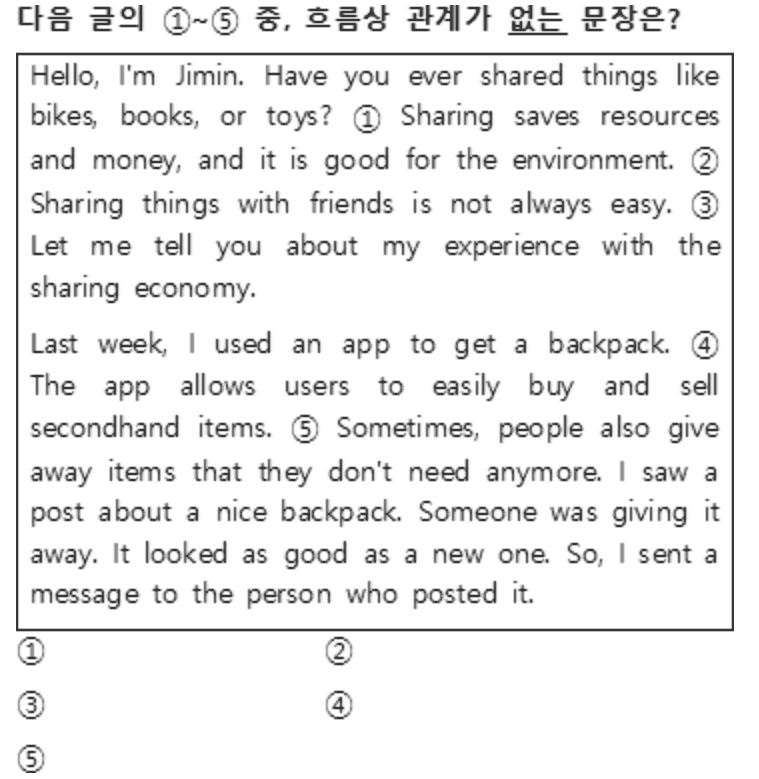 다음 글의 ①~⑤ 중, 흐름상 관계가 없는 문장은?
Hello, I'm Jimin. Have you ever shared things like
bikes, books, or toys? ① Sharing saves resources
and money, and it is good for the environment. ②
Sharing things with friends is not always easy. ③
Let me tell you about my experience with the
sharing economy.
Last week, I used an app to get a backpack. ④
The app allows users to easily buy and sell
secondhand items. ⑤ Sometimes, people also give
away items that they don't need anymore. I saw a
post about a nice backpack. Someone was giving it
away. It looked as good as a new one. So, I sent a
message to the person who posted it.
① ②
③ ④
⑤